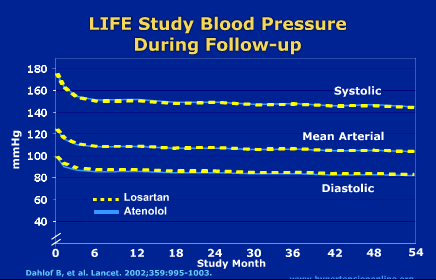 LIFE Study Blood Pressure
During Follow-up
180
160
140
120
100
80
60
40
mmHg
Systolic
Mean Arterial
Diastolic
Losartan
Atenolol
0 6 12 18 24 30 36 42 48 54
Study Month
Dahlof B, et al. Lancet. 2002;359:995-1003.
www.hypertensiononline.org